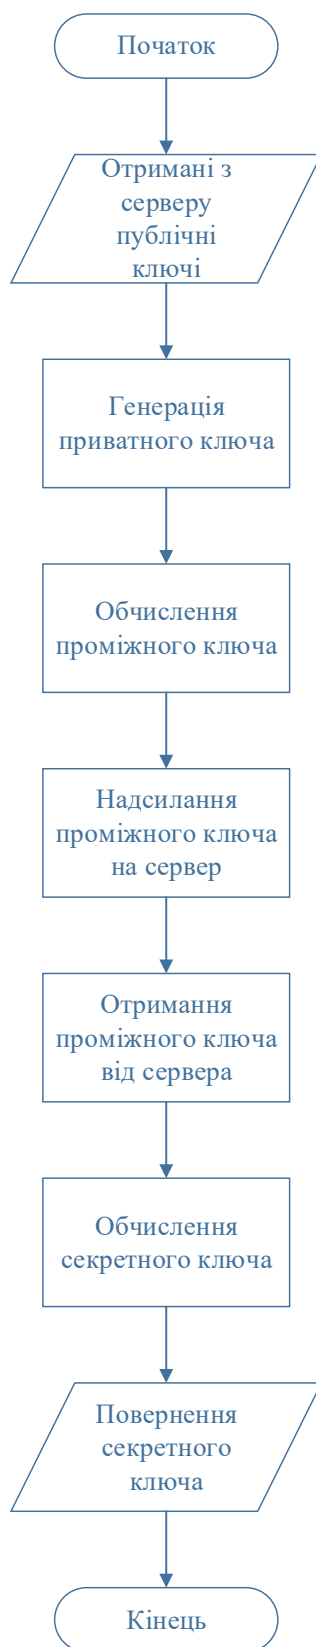 Початок
Отримані з
серверу
публічні
ключі
Генерація
приватного ключа
Обчислення
проміжного ключа
Надсилання
проміжного ключа
на сервер
Отримання
проміжного ключа
від сервера
Обчислення
секретного ключа
Повернення
секретного
ключа
Кінець